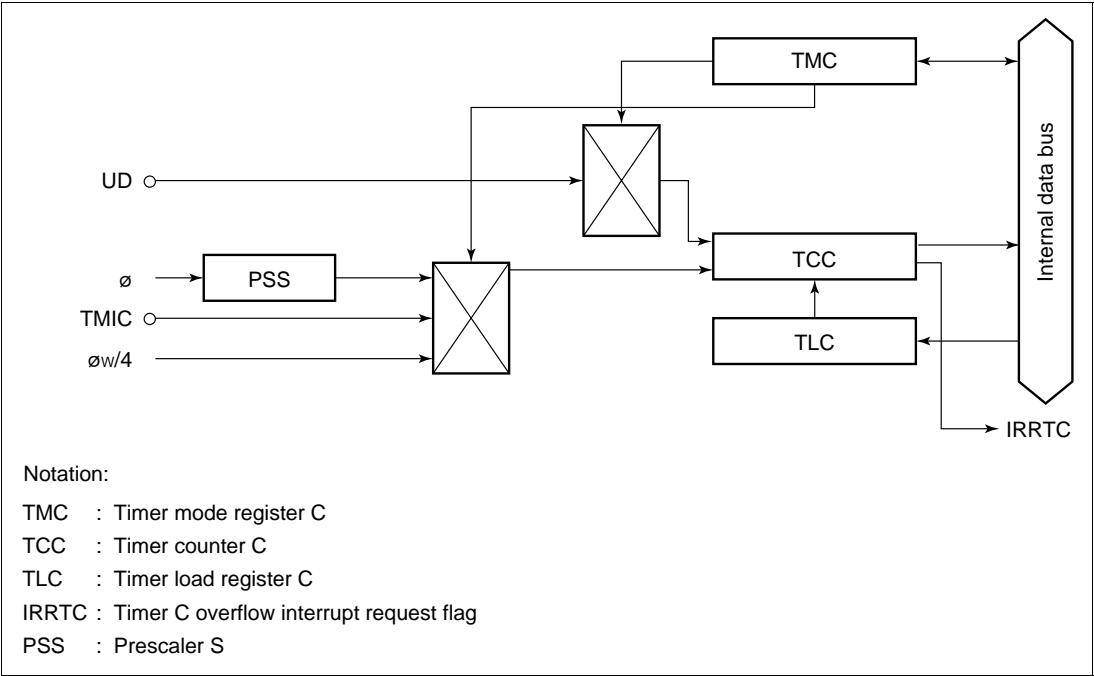 TMC
UD
ø
PSS
TMIC
øw/4
TCC
TLC
Internal data bus
IRRTC
Notation:
TMC : Timer mode register C
TCC : Timer counter C
TLC : Timer load register C
IRRTC : Timer C overflow interrupt request flag
PSS : Prescaler S